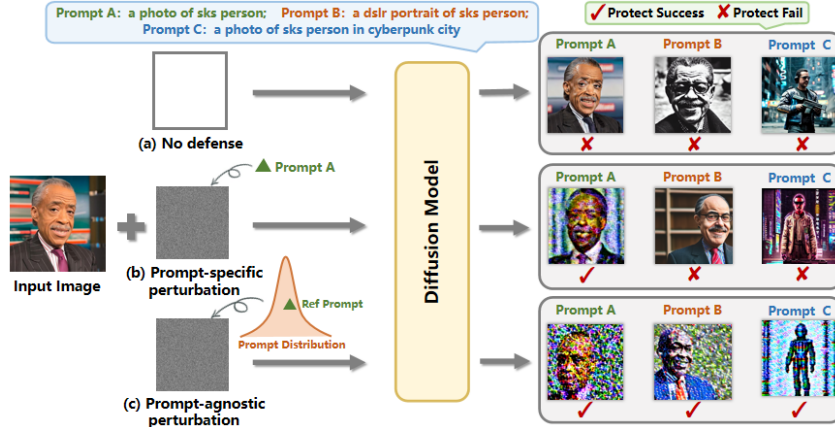 Prompt A: a photo of sks person; Prompt B: a dslr portrait of sks person;
Prompt C: a photo of sks person in cyberpunk city
Protect Success Protect Fail
Prompt A Prompt B Prompt C
(a) No defense
Prompt A
Input Image
(b) Prompt-specific
perturbation
Diffusion Model
Prompt A Prompt B Prompt C
Ref Prompt
Prompt Distribution
(c) Prompt-agnostic
perturbation
Prompt A Prompt B Prompt C